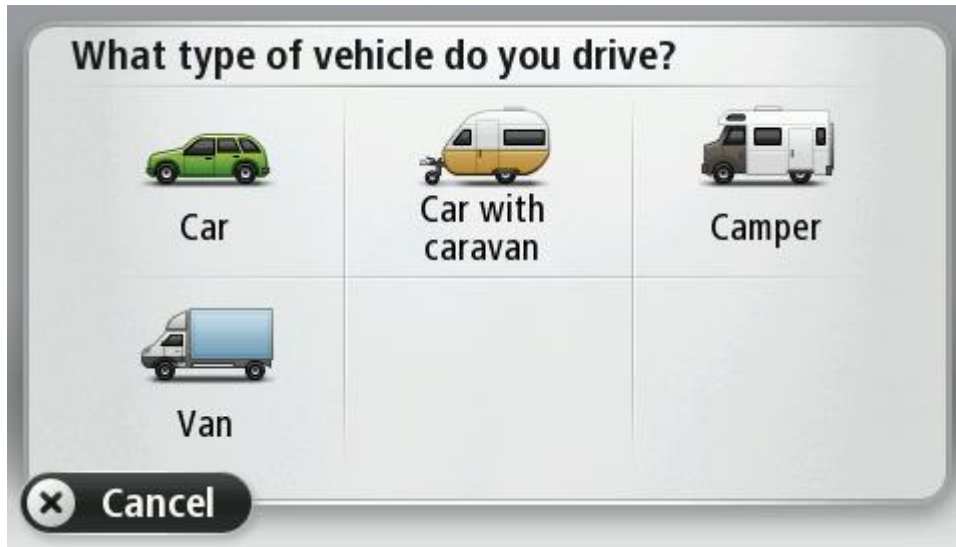 What type of vehicle do you drive?
Car
Car with
caravan
Camper
Van
Cancel